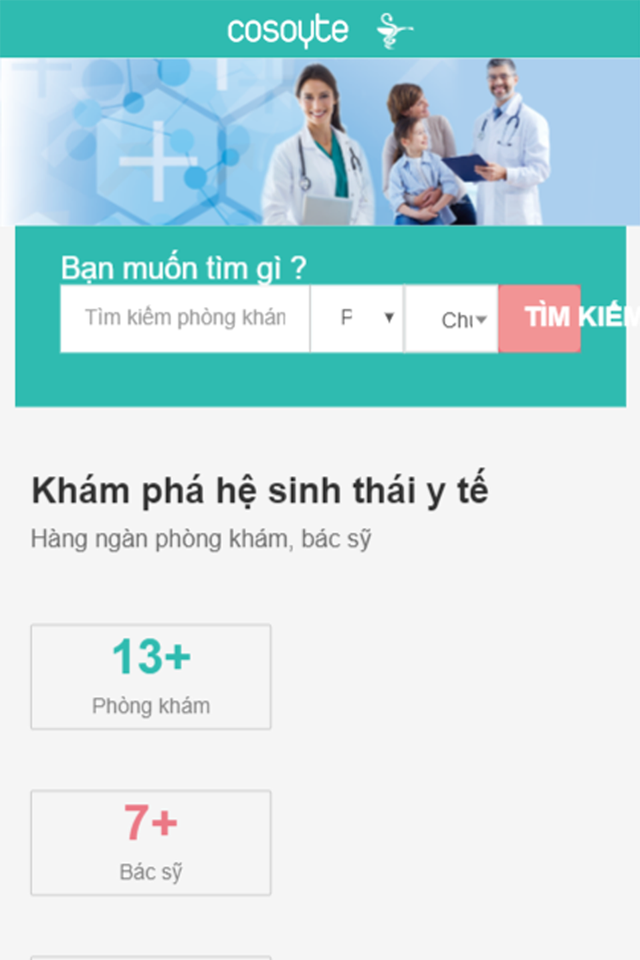 cosoyte
Bạn muốn tìm gì ?
Tìm kiếm phòng khán
P
Chu
TÌM KIẾM
Khám phá hệ sinh thái y tế
Hàng ngàn phòng khám, bác sỹ
13+
Phòng khám
7+
Bác sỹ